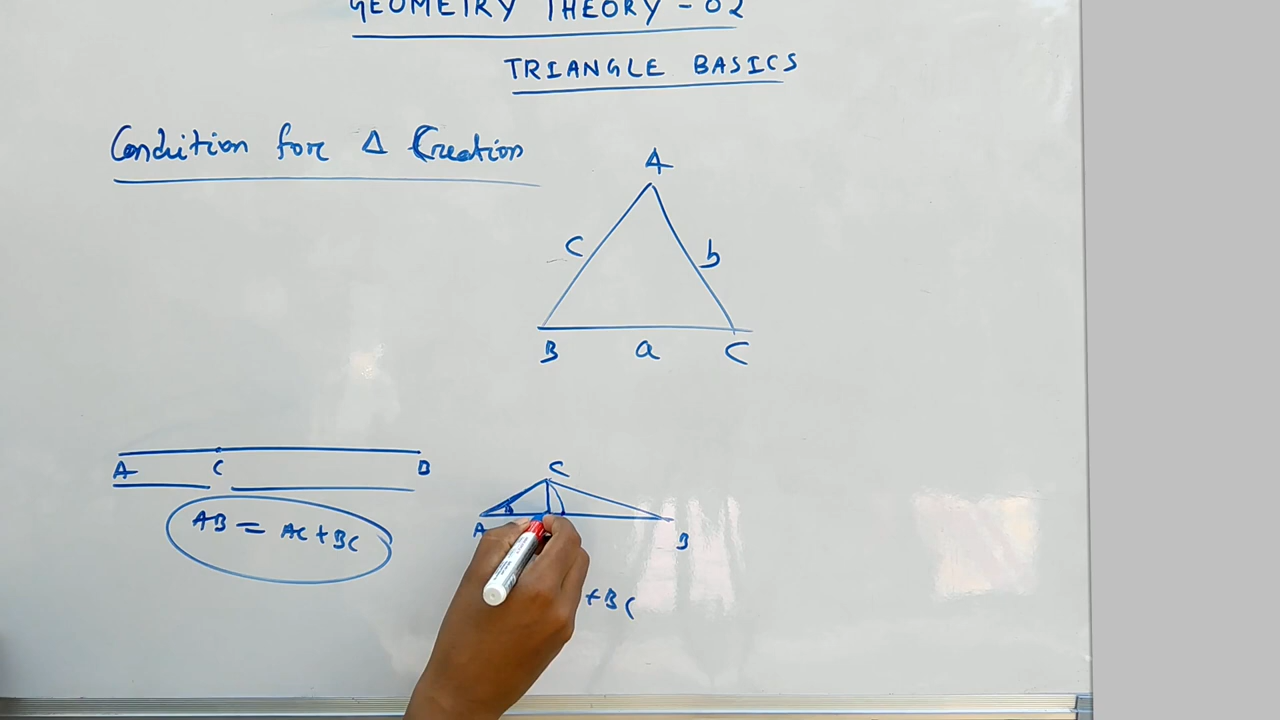 GEOMETRY THEORY - 02
TRIANGLE BASICS
Condition for Δ Creation
A
c b
B a C
A C B
AB = AC + BC
C
A B
+ BC